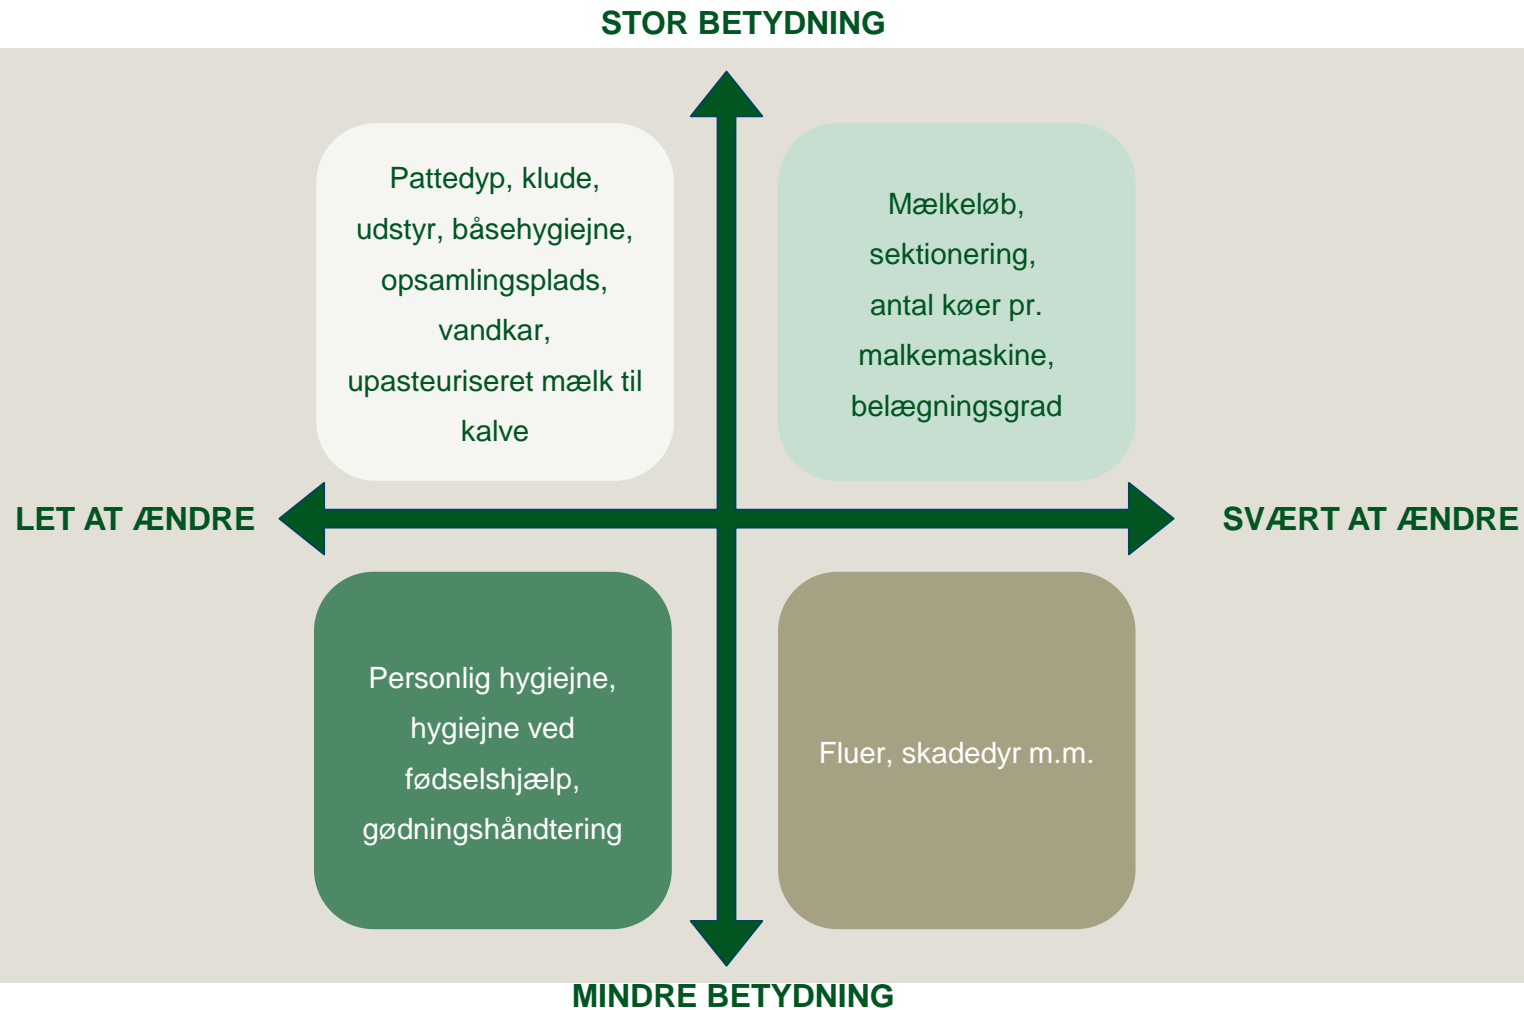 STOR BETYDNING
Pattedyp, klude,
udstyr, båsehygiejne,
opsamlingsplads,
vandkar,
upasteuriseret mælk til
kalve
Mælkeløb,
sektionering,
antal køer pr.
malkemaskine,
belægningsgrad
LET AT ÆNDRE
SVÆRT AT ÆNDRE
Personlig hygiejne,
hygiejne ved
fødselshjælp,
gødningshåndtering
Fluer, skadedyr m.m.
MINDRE BETYDNING